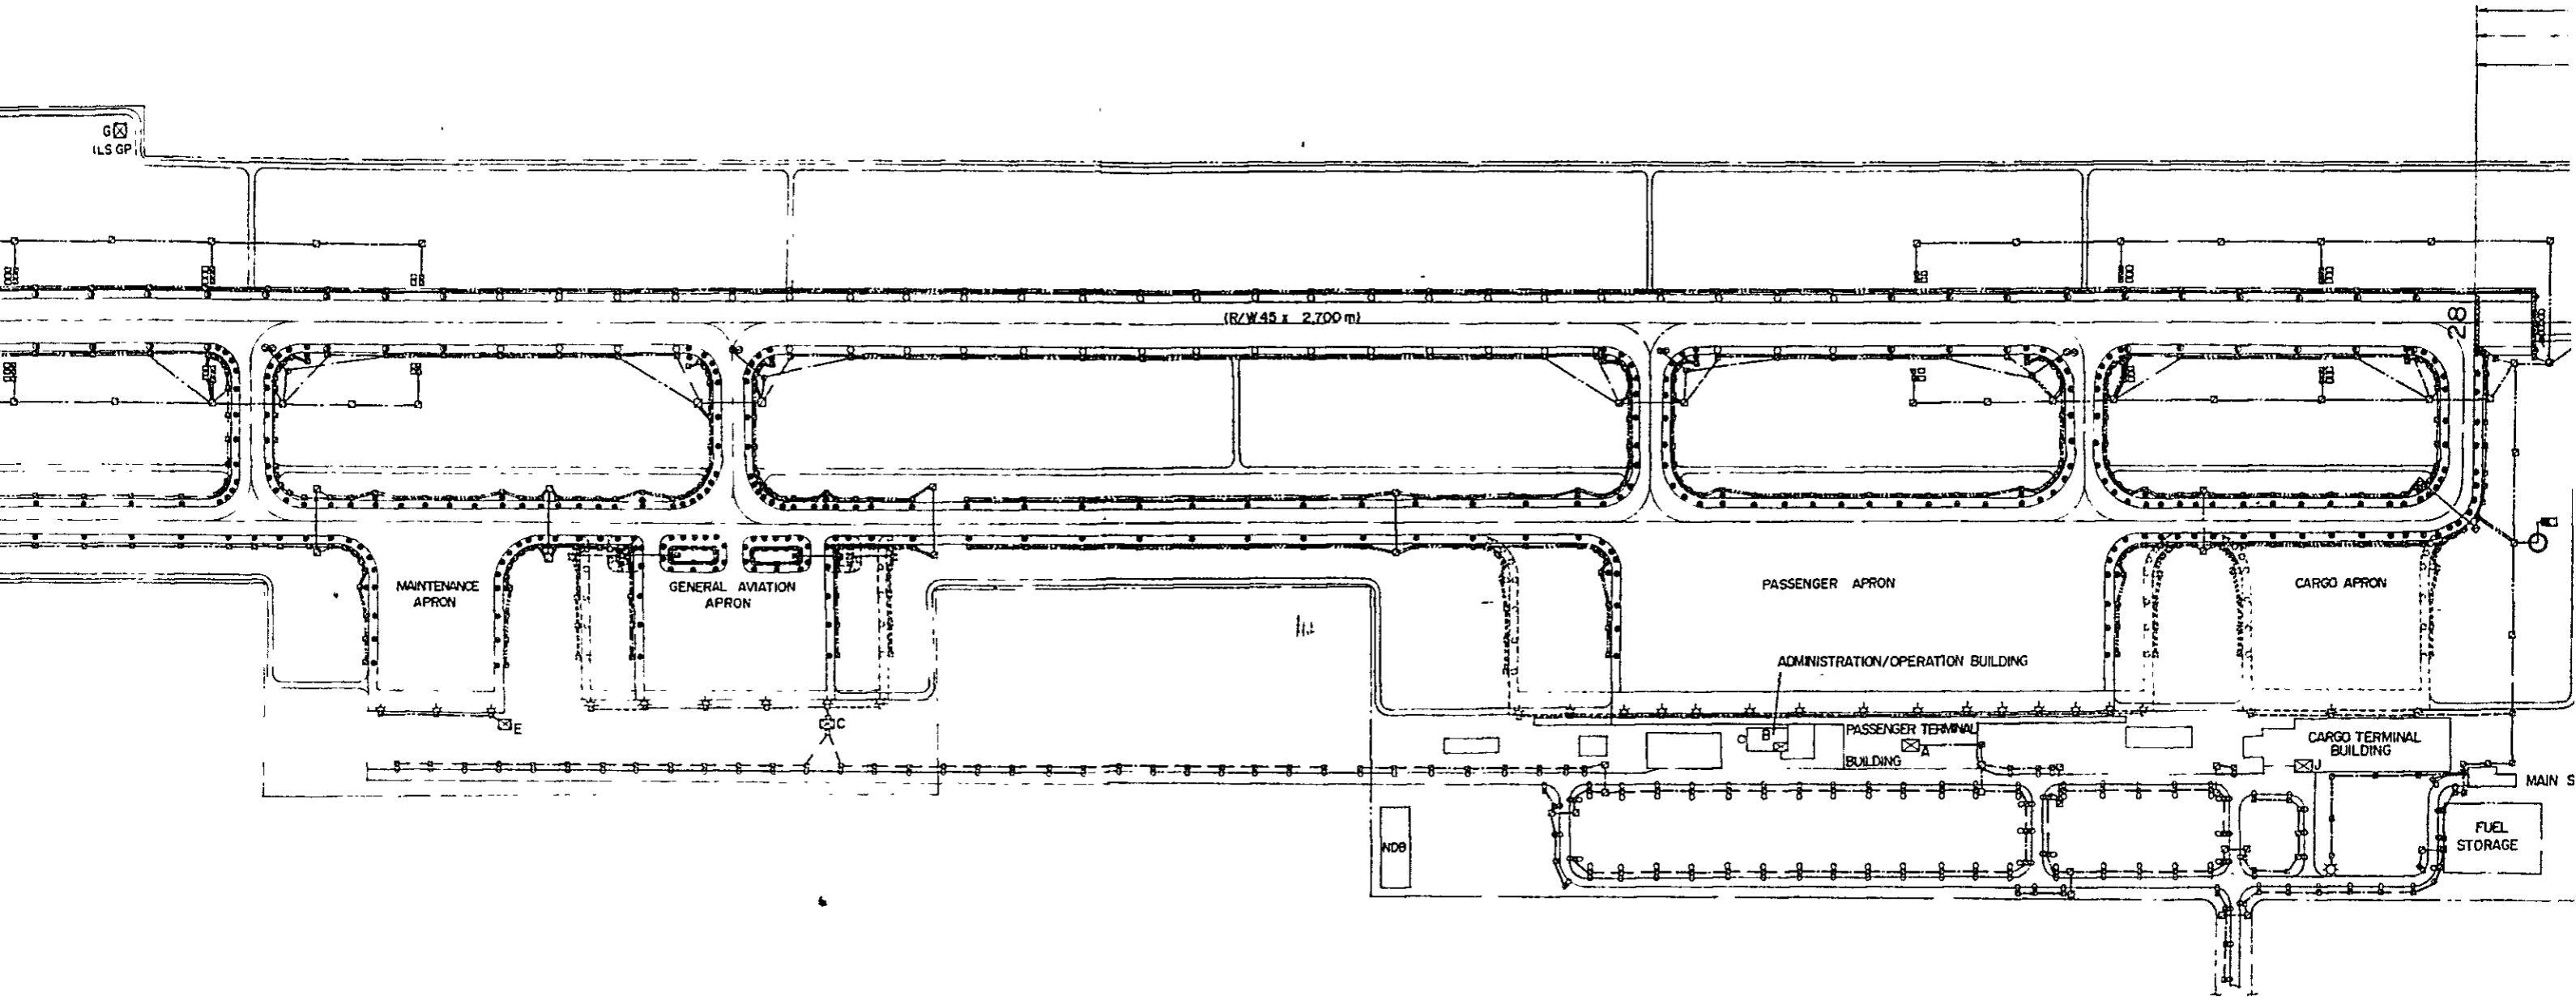 G
ILS GP
(R/W 45 x 2,700 m)
28
MAINTENANCE
APRON
GENERAL AVIATION
APRON
PASSENGER APRON
CARGO APRON
ADMINISTRATION/OPERATION BUILDING
E
C
B
PASSENGER TERMINAL
BUILDING
A
CARGO TERMINAL
BUILDING
J
MAIN S
NDB
FUEL
STORAGE